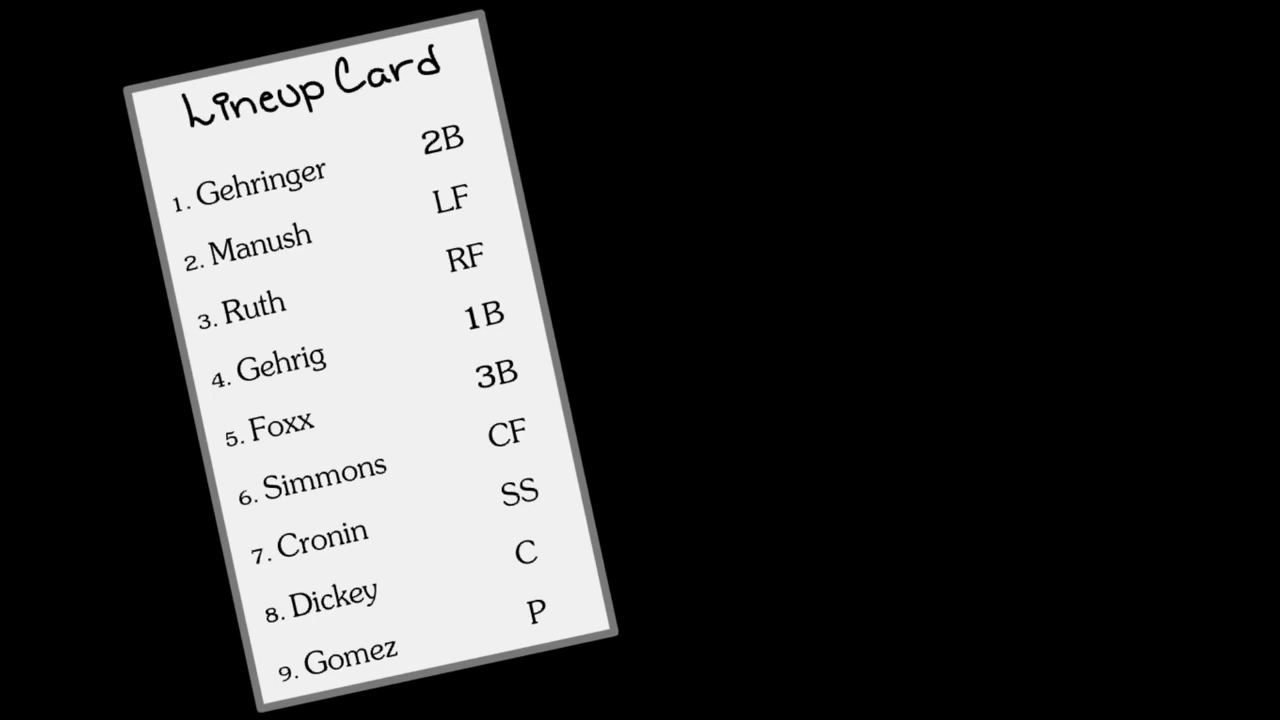 Lineup Card
1. Gehringer 2B
2. Manush LF
3. Ruth RF
4. Gehrig 1B
5. Foxx 3B
6. Simmons CF
7. Cronin SS
8. Dickey C
9. Gomez P